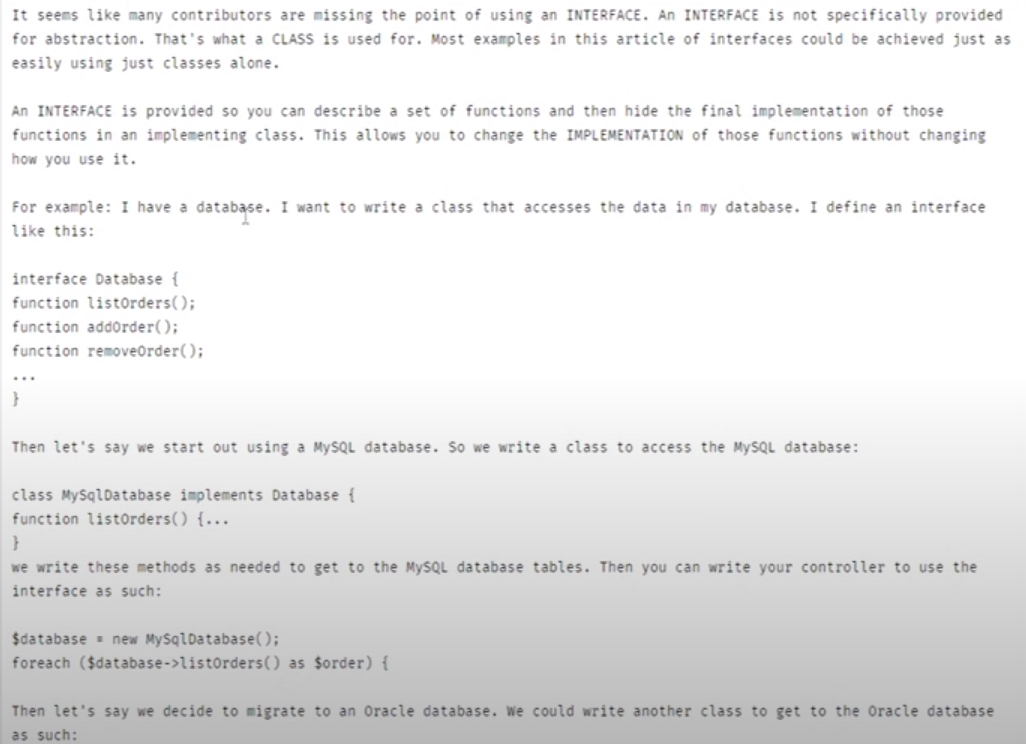 It seems like many contributors are missing the point of using an INTERFACE. An INTERFACE is not specifically provided
for abstraction. That's what a CLASS is used for. Most examples in this article of interfaces could be achieved just as
easily using just classes alone.
An INTERFACE is provided so you can describe a set of functions and then hide the final implementation of those
functions in an implementing class. This allows you to change the IMPLEMENTATION of those functions without changing
how you use it.
For example: I have a database. I want to write a class that accesses the data in my database. I define an interface
like this:
interface Database {
function listOrders();
function addOrder();
function removeOrder();
...
}
Then let's say we start out using a MySQL database. So we write a class to access the MySQL database:
class MySqlDatabase implements Database {
function listOrders() {...
}
we write these methods as needed to get to the MySQL database tables. Then you can write your controller to use the
interface as such:
$database = new MySqlDatabase();
foreach ($database->listOrders() as $order) {
Then let's say we decide to migrate to an Oracle database. We could write another class to get to the Oracle database
as such: